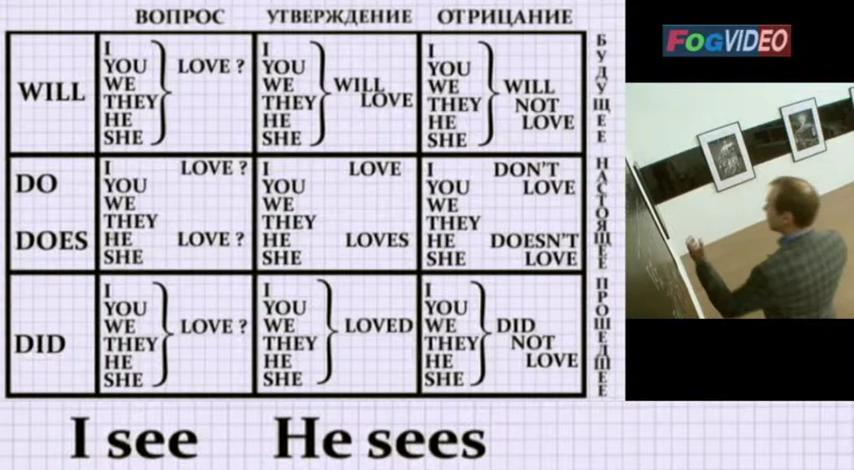 ВОПРОС УТВЕРЖДЕНИЕ ОТРИЦАНИЕ
WILL
I
YOU
WE
THEY
HE
SHE
LOVE ?
I
YOU
WE
THEY
HE
SHE
WILL
LOVE
I
YOU
WE
THEY
HE
SHE
WILL
NOT
LOVE
БУДУЩЕЕ
DO
DOES
I LOVE ?
YOU
WE
THEY
HE LOVE ?
SHE
I LOVE
YOU
WE
THEY
HE LOVES
SHE
I DON'T
YOU LOVE
WE
THEY
HE DOESN'T
SHE LOVE
НАСТОЯЩЕЕ
DID
I
YOU
WE
THEY
HE
SHE
LOVE ?
I
YOU
WE
THEY
HE
SHE
LOVED
I
YOU
WE
THEY
HE
SHE
DID
NOT
LOVE
ПРОШЕДШЕЕ
I see He sees
FOGVIDEO